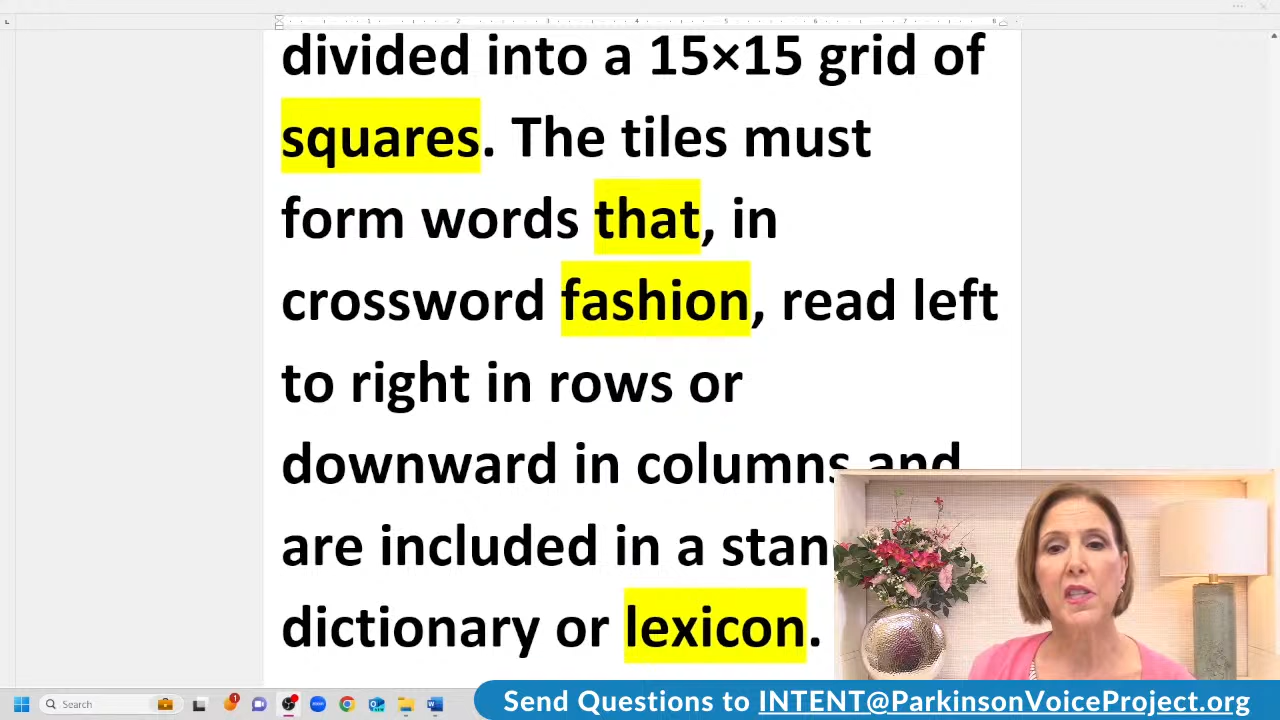 divided into a 15×15 grid of
squares. The tiles must
form words that, in
crossword fashion, read left
to right in rows or
downward in columns and
are included in a stan
dictionary or lexicon.
Search
Send Questions to INTENT@ParkinsonVoiceProject.org